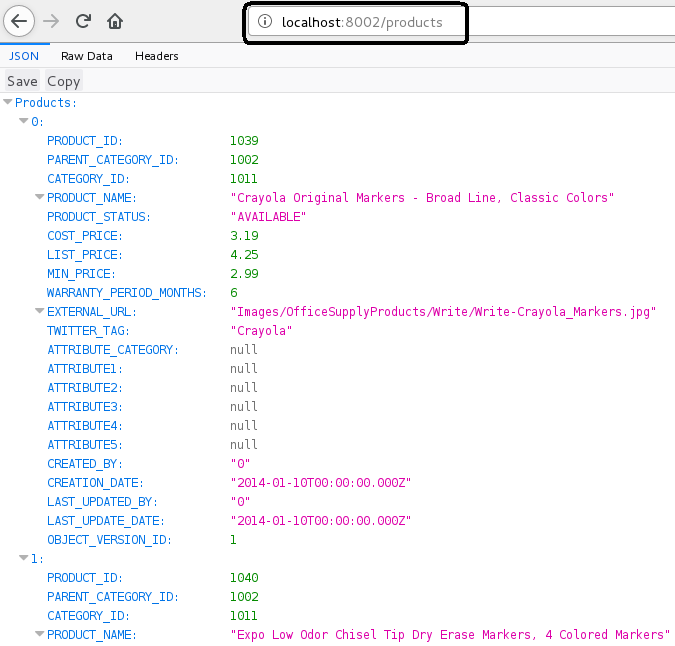 localhost:8002/products
JSON Raw Data Headers
Save Copy
Products:
0:
PRODUCT_ID: 1039
PARENT_CATEGORY_ID: 1002
CATEGORY_ID: 1011
PRODUCT_NAME: "Crayola Original Markers - Broad Line, Classic Colors"
PRODUCT_STATUS: "AVAILABLE"
COST_PRICE: 3.19
LIST_PRICE: 4.25
MIN_PRICE: 2.99
WARRANTY_PERIOD_MONTHS: 6
EXTERNAL_URL: "Images/OfficeSupplyProducts/Write/Write-Crayola_Markers.jpg"
TWITTER_TAG: "Crayola"
ATTRIBUTE_CATEGORY: null
ATTRIBUTE1: null
ATTRIBUTE2: null
ATTRIBUTE3: null
ATTRIBUTE4: null
ATTRIBUTE5: null
CREATED_BY: "0"
CREATION_DATE: "2014-01-10T00:00:00.000Z"
LAST_UPDATED_BY: "0"
LAST_UPDATE_DATE: "2014-01-10T00:00:00.000Z"
OBJECT_VERSION_ID: 1
1:
PRODUCT_ID: 1040
PARENT_CATEGORY_ID: 1002
CATEGORY_ID: 1011
PRODUCT_NAME: "Expo Low Odor Chisel Tip Dry Erase Markers, 4 Colored Markers"